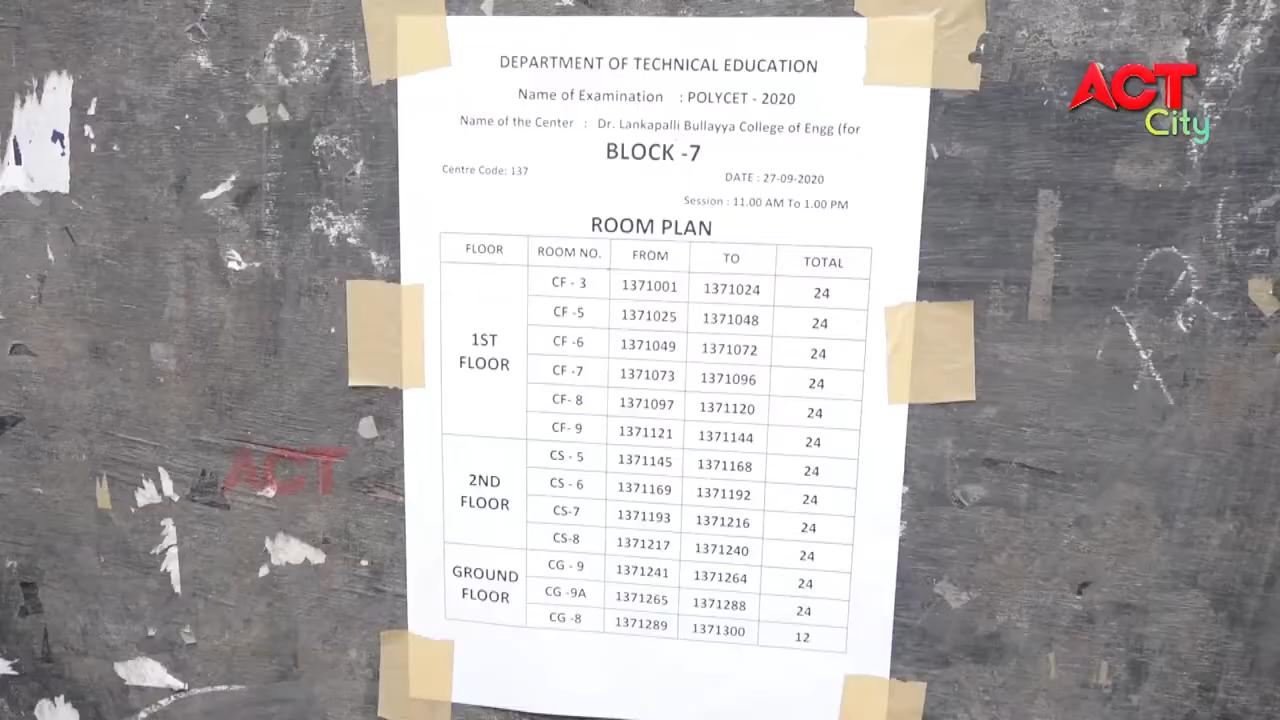 DEPARTMENT OF TECHNICAL EDUCATION
Name of Examination : POLYCET - 2020
Name of the Center : Dr. Lankapalli Bullayya College of Engg (for
BLOCK -7
Centre Code: 137
DATE : 27-09-2020
Session : 11.00 AM To 1.00 PM
ROOM PLAN
FLOOR ROOM NO. FROM TO TOTAL
1ST FLOOR
CF - 3 1371001 1371024 24
CF -5 1371025 1371048 24
CF -6 1371049 1371072 24
CF -7 1371073 1371096 24
CF- 8 1371097 1371120 24
CF- 9 1371121 1371144 24
2ND FLOOR
CS - 5 1371145 1371168 24
CS - 6 1371169 1371192 24
CS-7 1371193 1371216 24
CS-8 1371217 1371240 24
GROUND FLOOR
CG - 9 1371241 1371264 24
CG -9A 1371265 1371288 24
CG -8 1371289 1371300 12
ACT
City
ACT